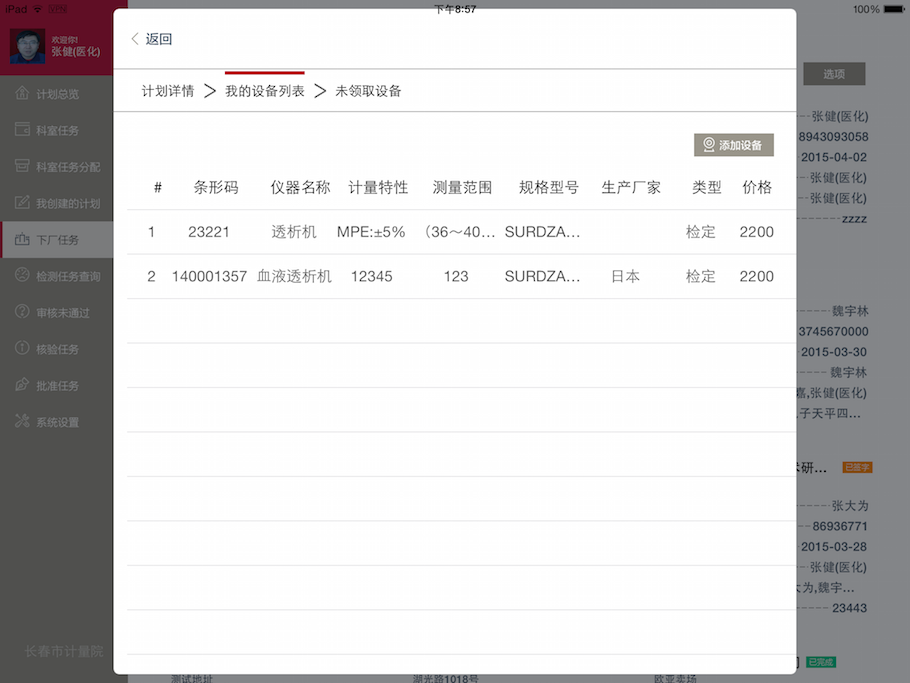 iPad 下午8:57 100%
欢迎你!
张健(医化)
返回
选项
计划详情 我的设备列表 未领取设备
计划总览
科室任务
科室任务分配
我创建的计划
下厂任务
检测任务查询
审核未通过
核验任务
批准任务
系统设置
长春市计量院
添加设备
# 条形码 仪器名称 计量特性 测量范围 规格型号 生产厂家 类型 价格
1 23221 透析机 MPE:±5% (36～40... SURDZA... 检定 2200
2 140001357 血液透析机 12345 123 SURDZA... 日本 检定 2200
张健(医化)
8943093058
2015-04-02
张健(医化)
张健(医化)
zzzz
魏宇林
3745670000
2015-03-30
魏宇林
嘉,张健(医化)
,子天平四...
术研... 已签字
张大为
86936771
2015-03-28
张健(医化)
大为,魏宇...
23443
已完成
测试地址 湖光路1018号 欧亚卖场